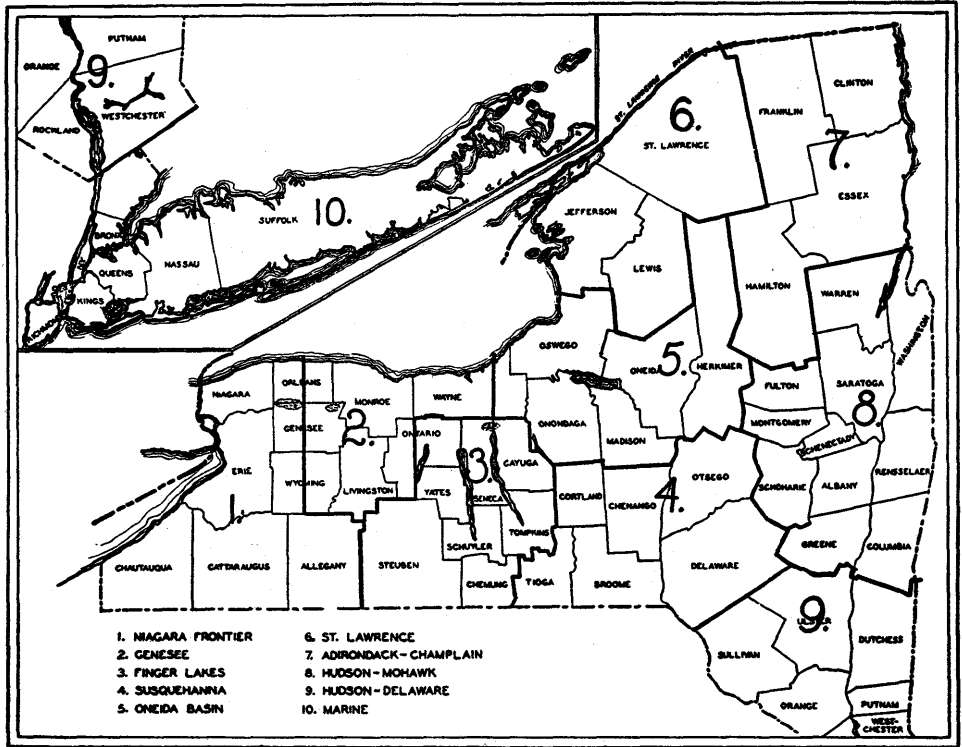 PUTNAM
ORANGE
9.
WESTCHESTER
ROCKLAND
SUFFOLK
10.
BRONX
QUEENS
NASSAU
KINGS
RICHMOND
N.Y.
ST. LAWRENCE RIVER
6.
ST. LAWRENCE
FRANKLIN
CLINTON
7.
ESSEX
JEFFERSON
LEWIS
HAMILTON
WARREN
WASHINGTON
OSWEGO
ONEIDA
5.
HERKIMER
FULTON
SARATOGA
8.
MONTGOMERY
SCHENECTADY
NIAGARA
ORLEANS
MONROE
WAYNE
GENESEE
2.
ONTARIO
3.
CAYUGA
ONONDAGA
MADISON
OTSEGO
SCHOHARIE
ALBANY
RENSSELAER
ERIE
WYOMING
LIVINGSTON
YATES
SENECA
CORTLAND
CHENANGO
4.
1.
TOMPKINS
SCHUYLER
GREENE
COLUMBIA
CHAUTAUQUA
CATTARAUGUS
ALLEGANY
STEUBEN
CHEMUNG
TIOGA
BROOME
DELAWARE
ULSTER
9.
DUTCHESS
SULLIVAN
ORANGE
PUTNAM
WEST-
CHESTER
1. NIAGARA FRONTIER
2. GENESEE
3. FINGER LAKES
4. SUSQUEHANNA
5. ONEIDA BASIN
6. ST. LAWRENCE
7. ADIRONDACK-CHAMPLAIN
8. HUDSON-MOHAWK
9. HUDSON-DELAWARE
10. MARINE